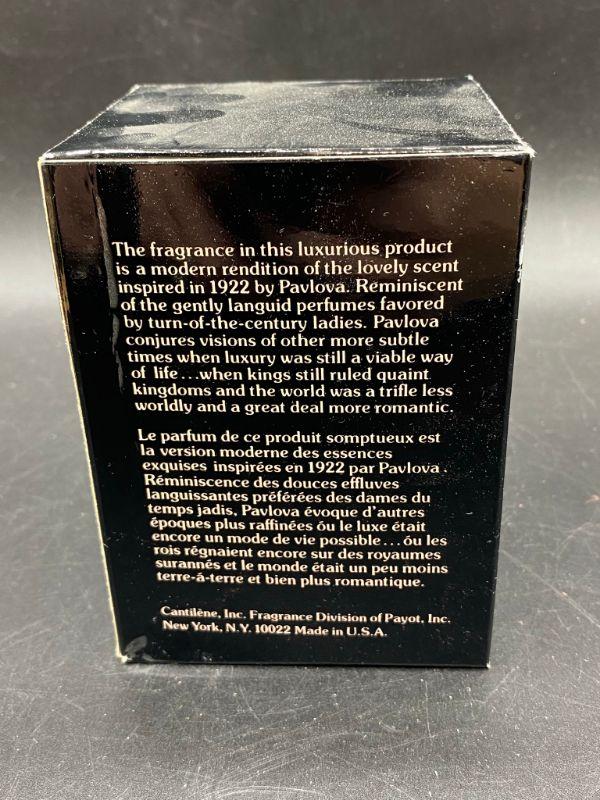 The fragrance in this luxurious product
is a modern rendition of the lovely scent
inspired in 1922 by Pavlova. Reminiscent
of the gently languid perfumes favored
by turn-of-the-century ladies. Pavlova
conjures visions of other more subtle
times when luxury was still a viable way
of life...when kings still ruled quaint
kingdoms and the world was a trifle less
worldly and a great deal more romantic.
Le parfum de ce produit somptueux est
la version moderne des essences
exquises inspirées en 1922 par Pavlova.
Réminiscence des douces effluves
languissantes préférées des dames du
temps jadis, Pavlova évoque d'autres
époques plus raffinées óu le luxe était
encore un mode de vie possible...óu les
rois régnaient encore sur des royaumes
surannés et le monde était un peu moins
terre-á-terre et bien plus romantique.
Cantilène, Inc. Fragrance Division of Payot, Inc.
New York, N.Y. 10022 Made in U.S.A.